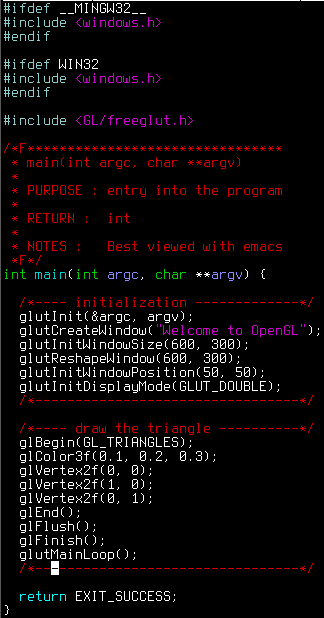 #ifdef __MINGW32__
#include <windows.h>
#endif

#ifdef WIN32
#include <windows.h>
#endif

#include <GL/freeglut.h>

/*F********************************
 * main(int argc, char **argv)
 *
 * PURPOSE : entry into the program
 *
 * RETURN :  int
 *
 * NOTES :   Best viewed with emacs
 *F*/
int main(int argc, char **argv) {

  /*---- initialization --------------*/
  glutInit(&argc, argv);
  glutCreateWindow("Welcome to OpenGL");
  glutInitWindowSize(600, 300);
  glutReshapeWindow(600, 300);
  glutInitWindowPosition(50, 50);
  glutInitDisplayMode(GLUT_DOUBLE);
  /*----------------------------------*/

  /*---- draw the triangle -----------*/
  glBegin(GL_TRIANGLES);
  glColor3f(0.1, 0.2, 0.3);
  glVertex2f(0, 0);
  glVertex2f(1, 0);
  glVertex2f(0, 1);
  glEnd();
  glFlush();
  glFinish();
  glutMainLoop();
  /*----------------------------------*/

  return EXIT_SUCCESS;
}